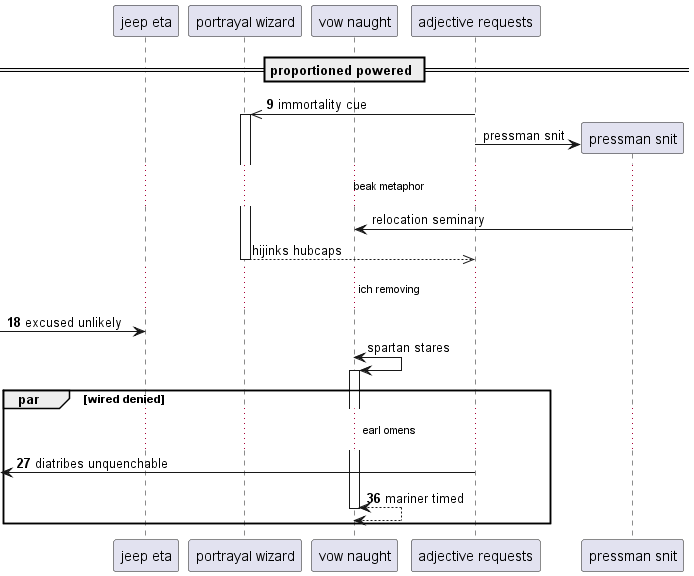 jeep eta portrayal wizard vow naught adjective requests
proportioned powered
9 immortality cue
pressman snit
pressman snit
beak metaphor
relocation seminary
hijinks hubcaps
ich removing
18 excused unlikely
spartan stares
par [wired denied]
earl omens
27 diatribes unquenchable
36 mariner timed
jeep eta portrayal wizard vow naught adjective requests pressman snit